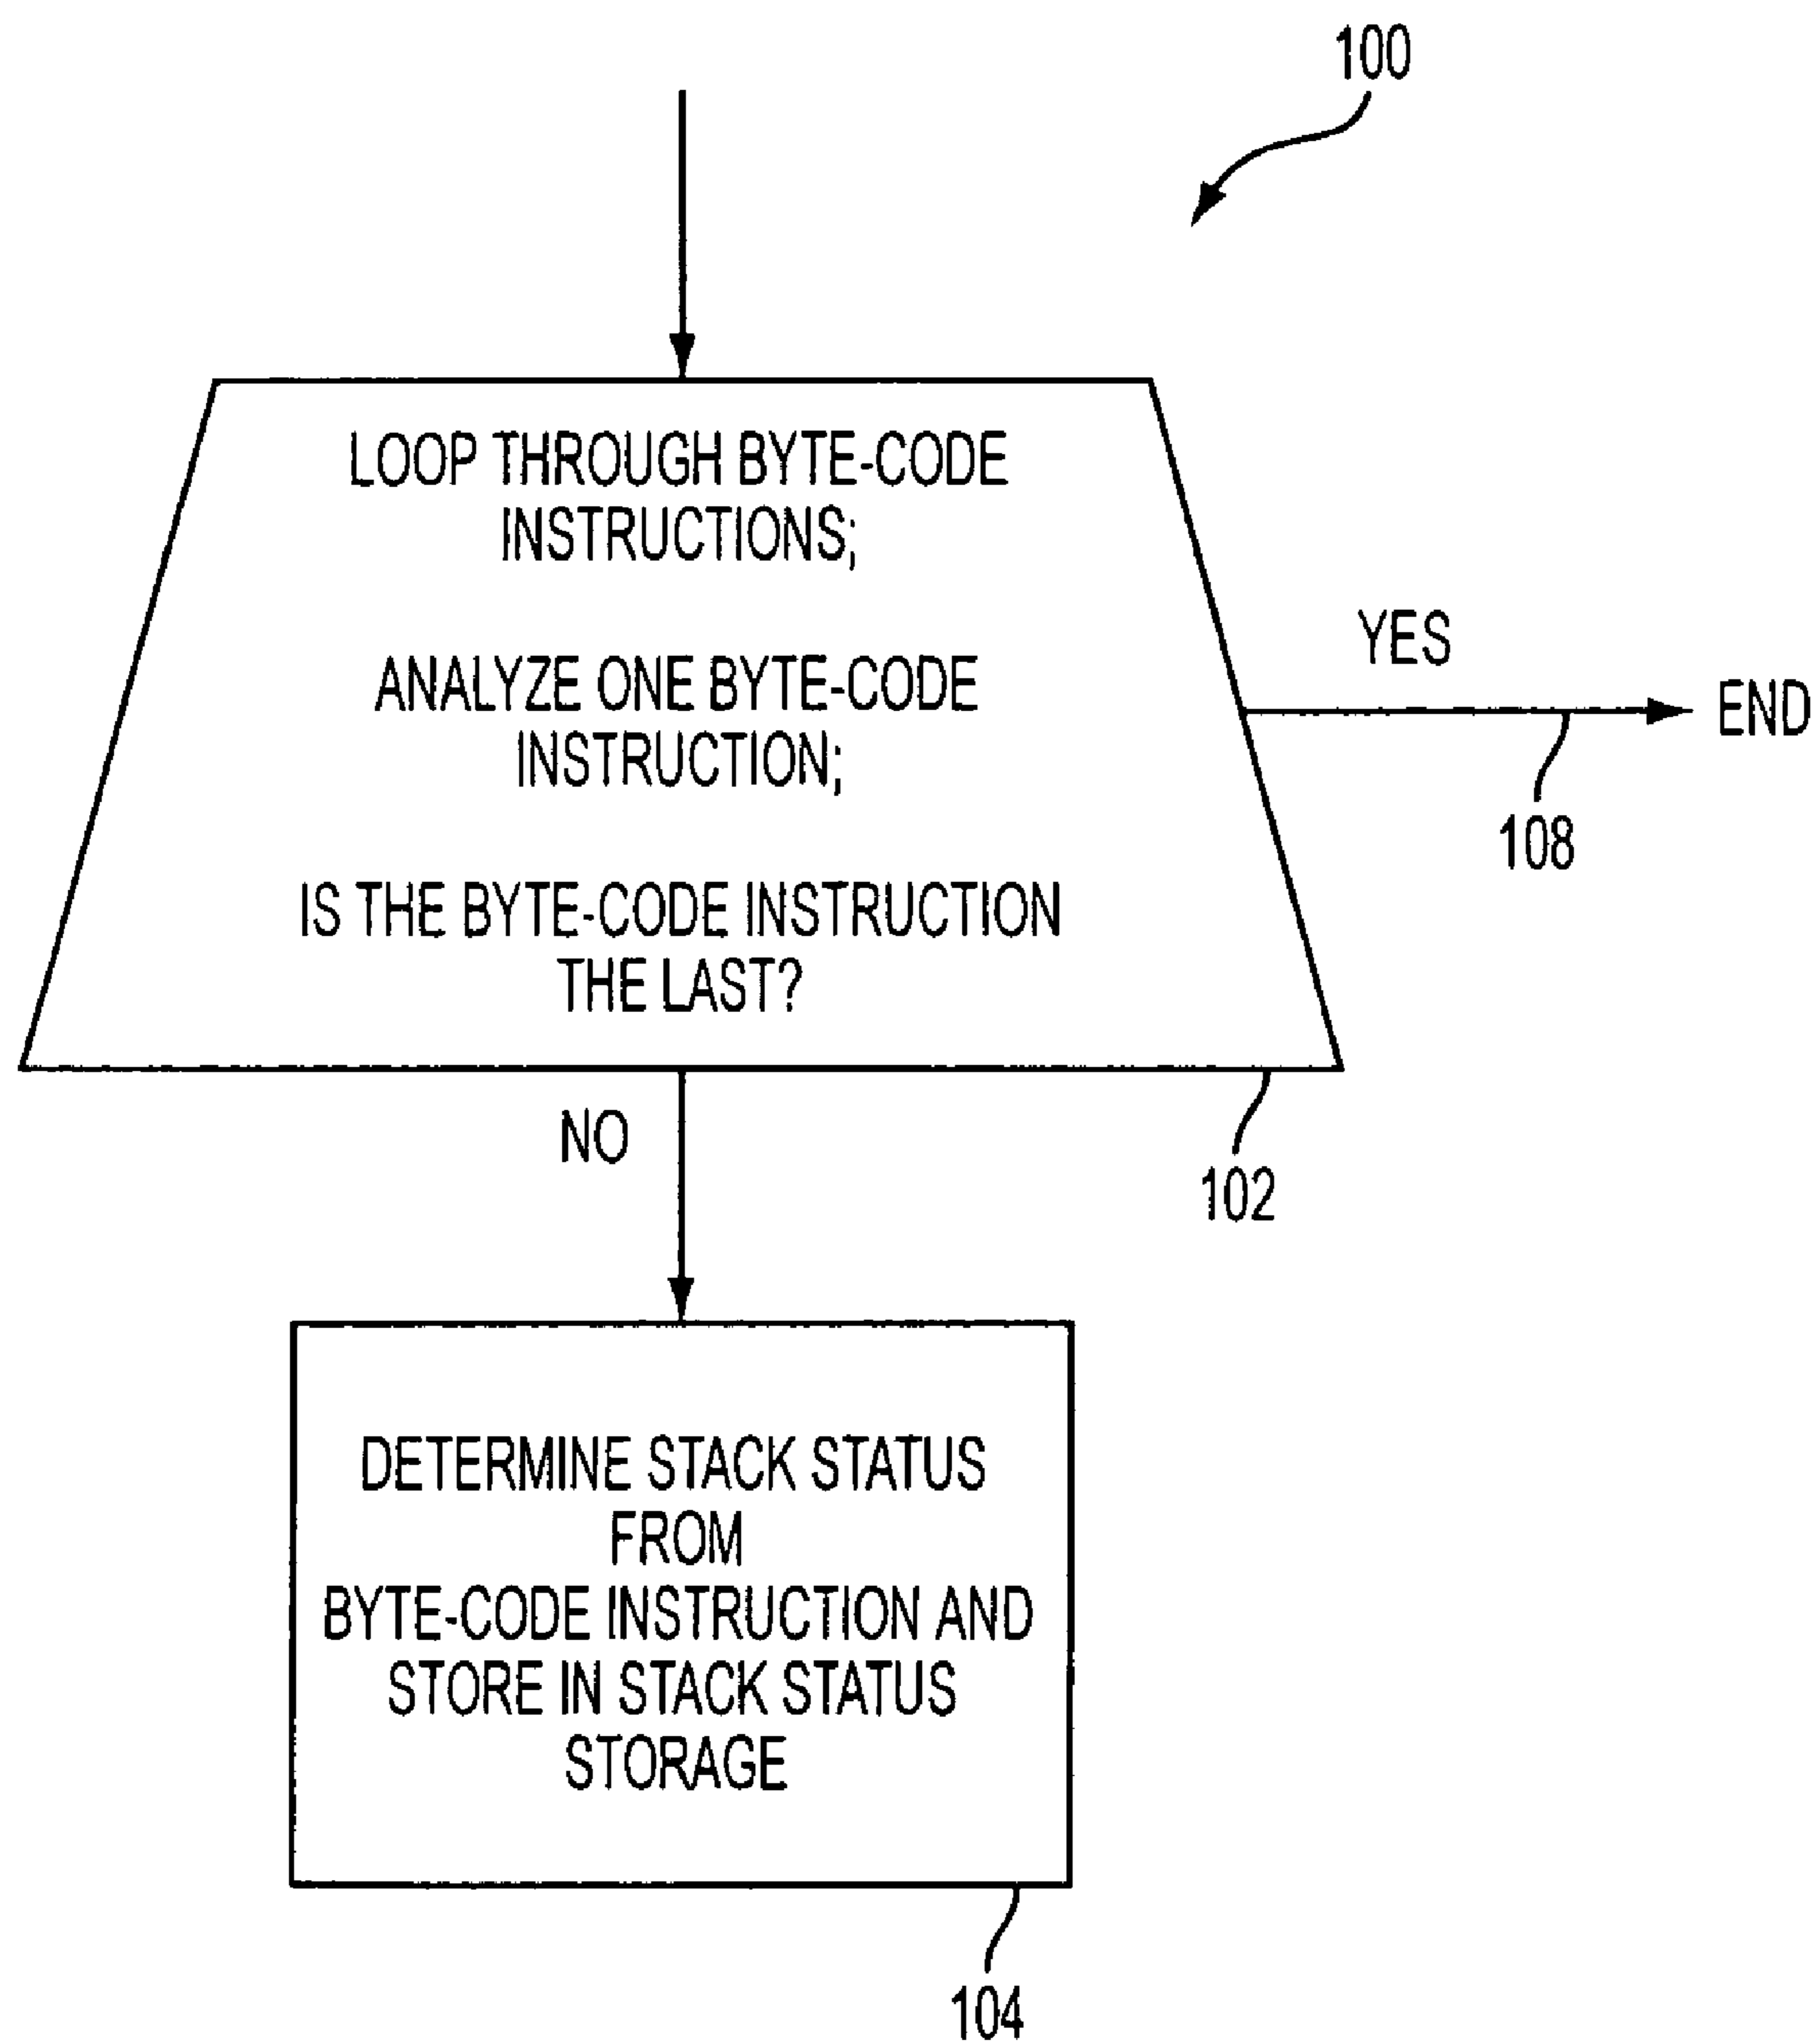 100
LOOP THROUGH BYTE-CODE
INSTRUCTIONS;
ANALYZE ONE BYTE-CODE
INSTRUCTION;
IS THE BYTE-CODE INSTRUCTION
THE LAST?
YES
END
108
NO
102
DETERMINE STACK STATUS
FROM
BYTE-CODE INSTRUCTION AND
STORE IN STACK STATUS
STORAGE
104